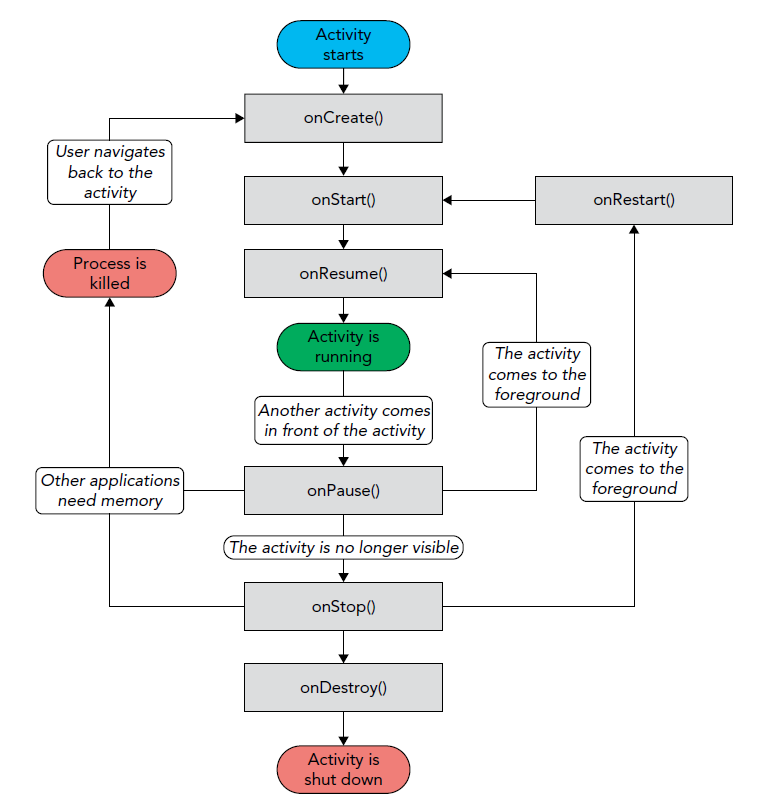 Activity
starts
onCreate()
User navigates
back to the
activity
onStart()
onRestart()
Process is
killed
onResume()
Activity is
running
The activity
comes to the
foreground
Another activity comes
in front of the activity
The activity
comes to the
foreground
Other applications
need memory
onPause()
The activity is no longer visible
onStop()
onDestroy()
Activity is
shut down